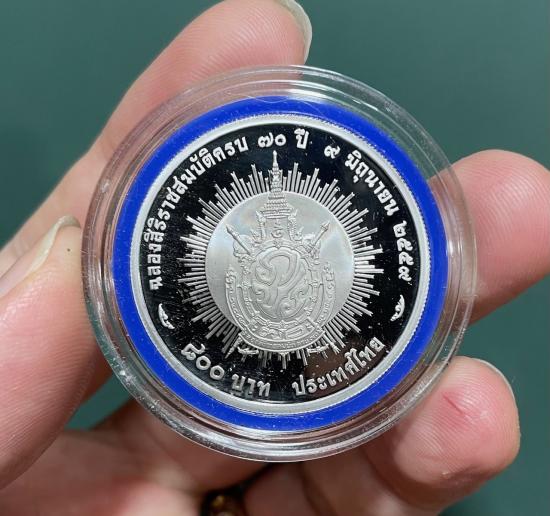 ฉลองสิริราชสมบัติครบ ๗๐ ปี ๙ มิถุนายน ๒๕๕๙
๘๐๐ บาท ประเทศไทย